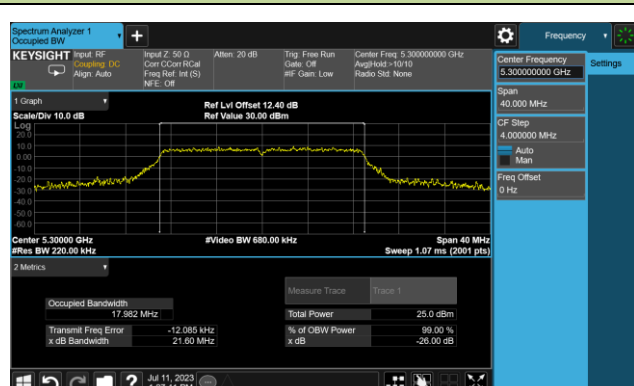 Spectrum Analyzer 1
Occupied BW
Frequency
KEYSIGHT Input: RF
Coupling: DC
Align: Auto
Input Z: 50 Ω
Corr CCorr RCal
Freq Ref: Int (S)
NFE: Off
Atten: 20 dB
Trig: Free Run
Gate: Off
#IF Gain: Low
Center Freq: 5.300000000 GHz
Avg|Hold:>10/10
Radio Std: None
LXI
Center Frequency
5.300000000 GHz
Settings
Span
40.000 MHz
CF Step
4.000000 MHz
Auto
Man
Freq Offset
0 Hz
1 Graph
Scale/Div 10.0 dB
Ref Lvl Offset 12.40 dB
Ref Value 30.00 dBm
Log
20.0
10.0
0.00
-10.0
-20.0
-30.0
-40.0
-50.0
-60.0
Center 5.30000 GHz
#Res BW 220.00 kHz
#Video BW 680.00 kHz
Span 40 MHz
Sweep 1.07 ms (2001 pts)
2 Metrics
Measure Trace Trace 1
Occupied Bandwidth
17.982 MHz
Total Power 25.0 dBm
Transmit Freq Error -12.085 kHz
% of OBW Power 99.00 %
x dB Bandwidth 21.60 MHz
x dB -26.00 dB
Jul 11, 2023